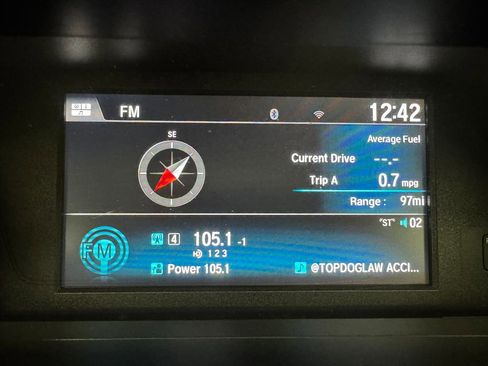 FM 12:42
SE
Average Fuel
Current Drive --.-
Trip A 0.7 mpg
Range : 97mi
"ST" 02
FM
4 105.1 -1
1 2 3
Power 105.1 @TOPDOGLAW ACCI...